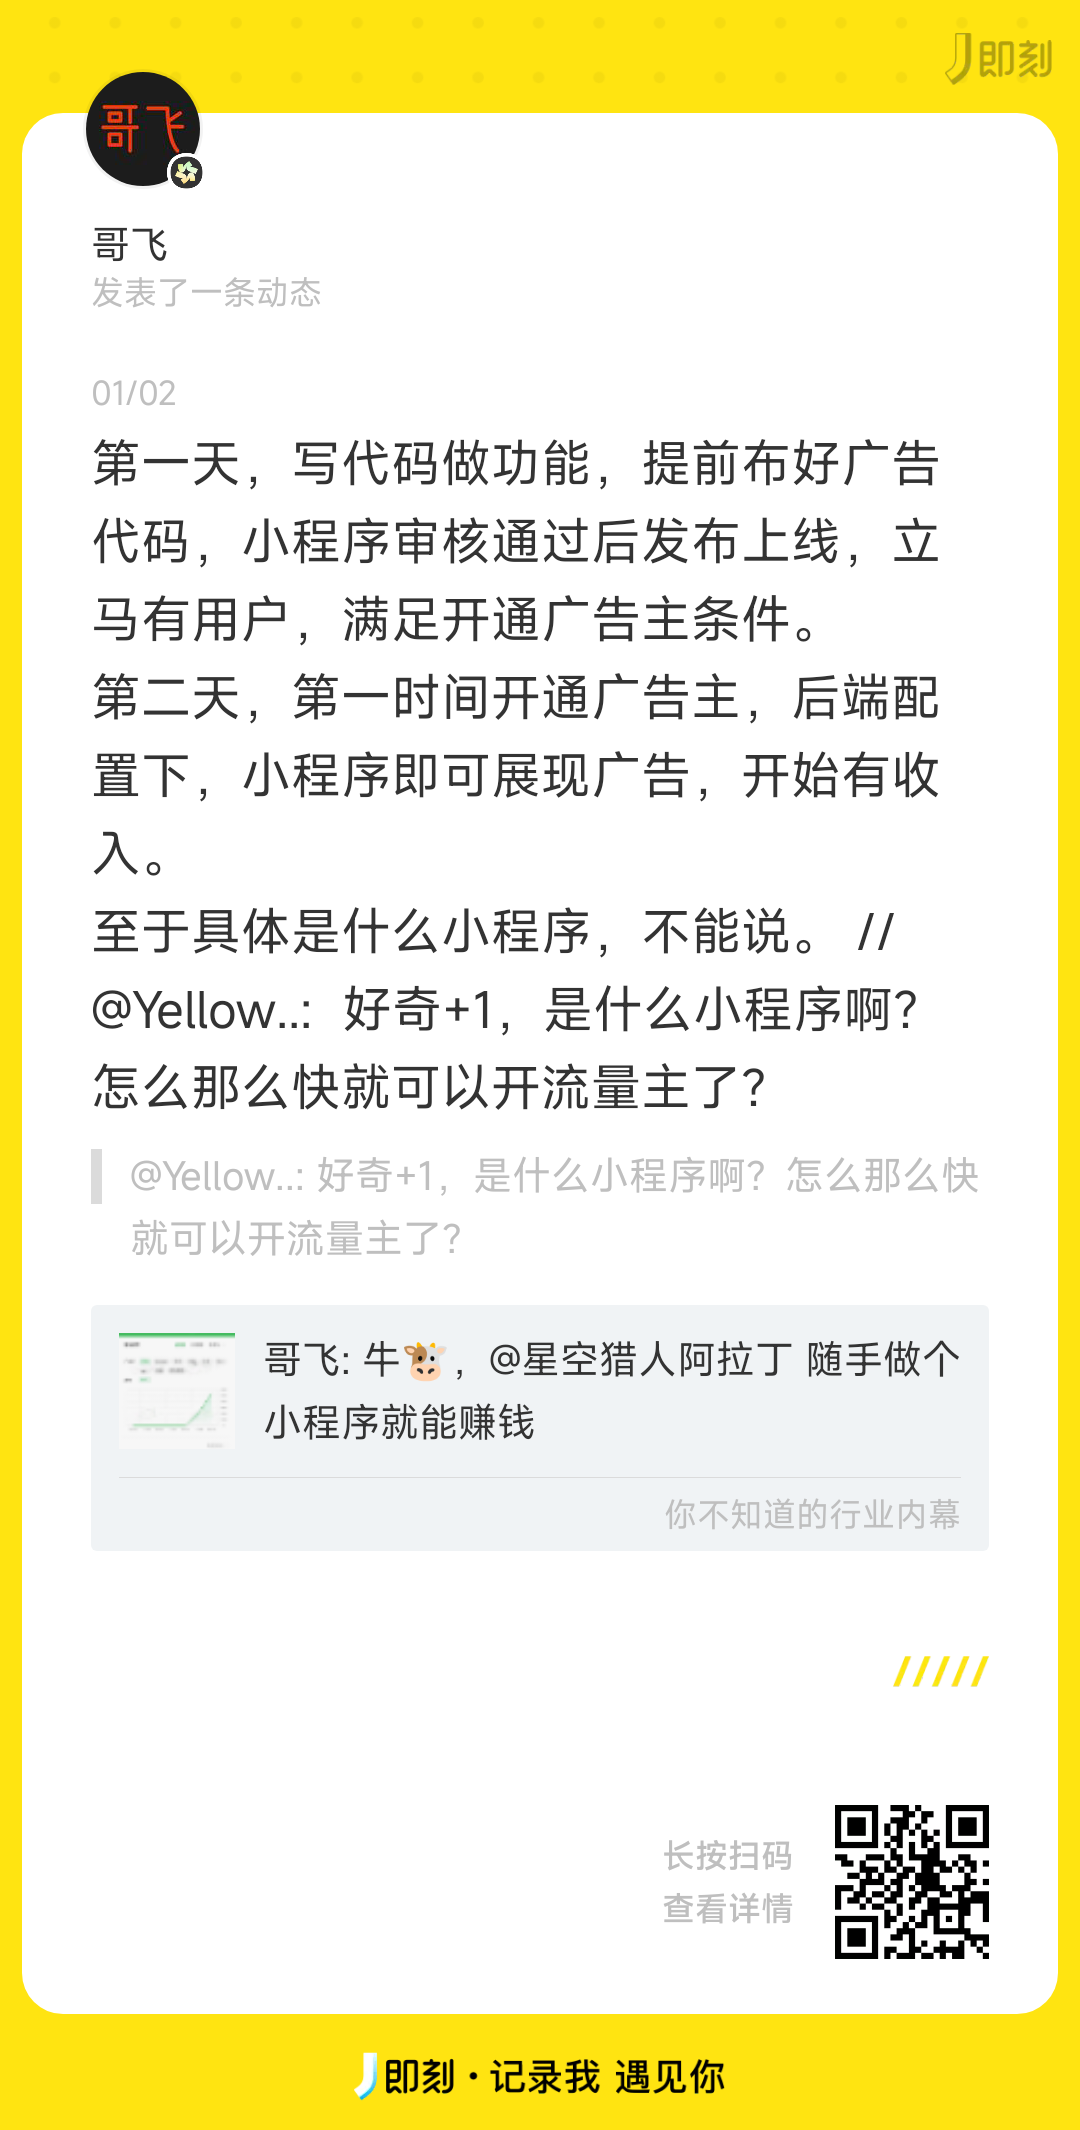 即刻
哥飞
哥飞
发表了一条动态
01/02
第一天，写代码做功能，提前布好广告
代码，小程序审核通过后发布上线，立
马有用户，满足开通广告主条件。
第二天，第一时间开通广告主，后端配
置下，小程序即可展现广告，开始有收
入。
至于具体是什么小程序，不能说。 //
@Yellow..：好奇+1，是什么小程序啊？
怎么那么快就可以开流量主了？
@Yellow..: 好奇+1，是什么小程序啊？怎么那么快
就可以开流量主了？
哥飞: 牛🐮，@星空猎人阿拉丁 随手做个
小程序就能赚钱
你不知道的行业内幕
/////
长按扫码
查看详情
即刻·记录我 遇见你